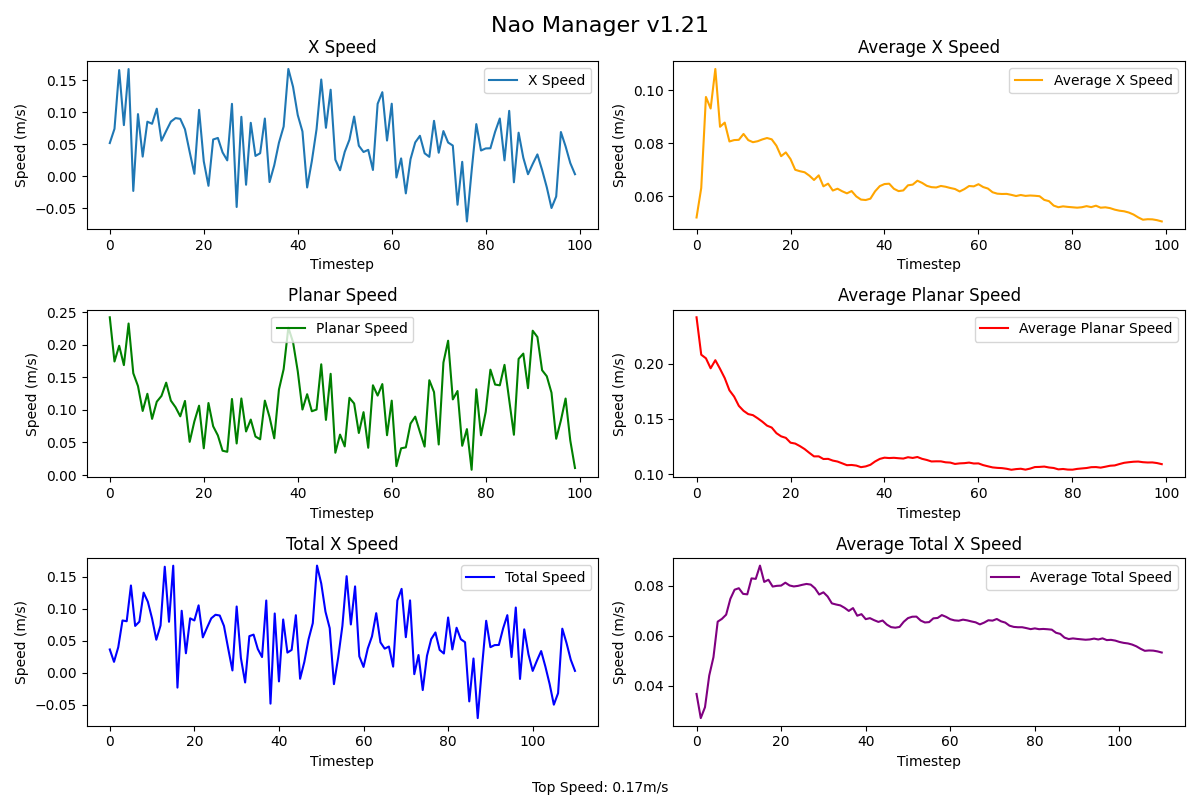 Nao Manager v1.21
X Speed
Average X Speed
Speed (m/s)
0.15
0.10
0.05
0.00
−0.05
X Speed
0 20 40 60 80 100
Timestep
Speed (m/s)
0.10
0.08
0.06
Average X Speed
0 20 40 60 80 100
Timestep
Planar Speed
Average Planar Speed
Speed (m/s)
0.25
0.20
0.15
0.10
0.05
0.00
Planar Speed
0 20 40 60 80 100
Timestep
Speed (m/s)
0.20
0.15
0.10
Average Planar Speed
0 20 40 60 80 100
Timestep
Total X Speed
Average Total X Speed
Speed (m/s)
0.15
0.10
0.05
0.00
−0.05
Total Speed
0 20 40 60 80 100
Timestep
Speed (m/s)
0.08
0.06
0.04
Average Total Speed
0 20 40 60 80 100
Timestep
Top Speed: 0.17m/s